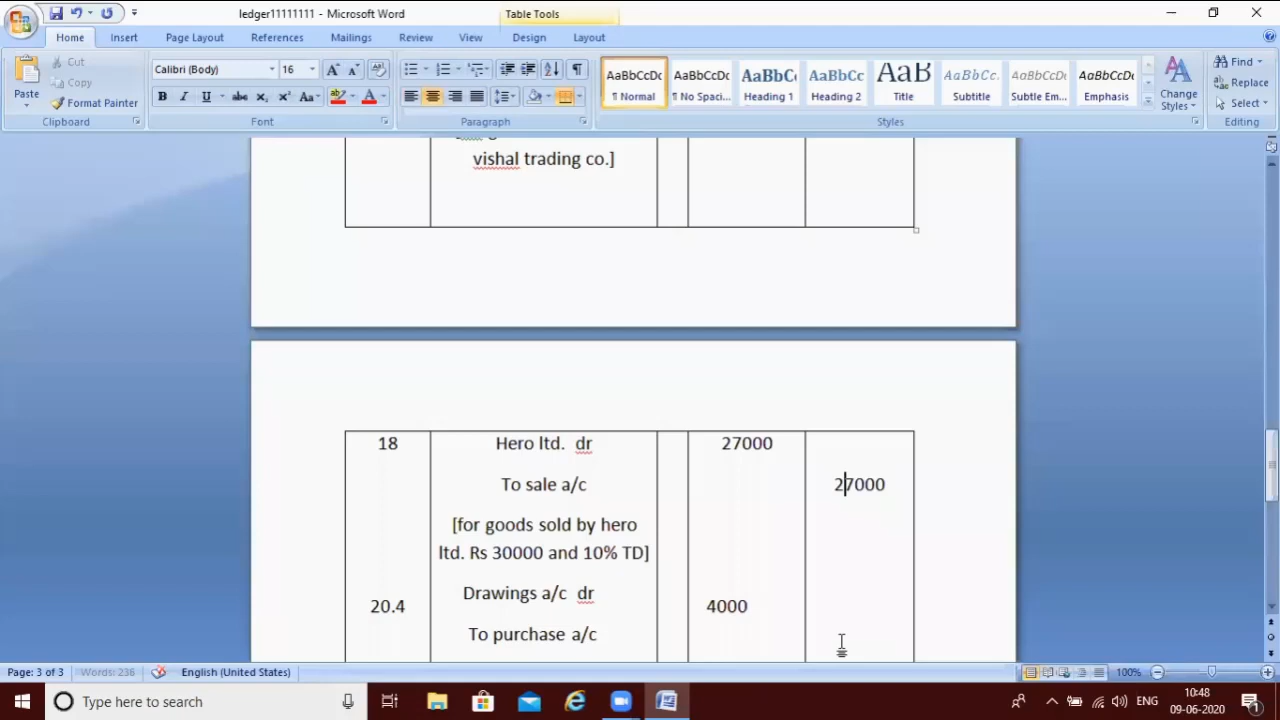 ledger11111111 - Microsoft Word
Table Tools
Home Insert Page Layout References Mailings Review View Design Layout
Paste
Cut
Copy
Format Painter
Clipboard
Calibri (Body) 16
Font
Paragraph
AaBbCcDc AaBbCcDc AaBbC AaBbCc AaB AaBbCc. AaBbCcDc AaBbCcDc
¶ Normal ¶ No Spaci... Heading 1 Heading 2 Title Subtitle Subtle Em... Emphasis
Styles
Change
Styles
Find
Replace
Select
Editing
vishal trading co.]
18 Hero ltd. dr 27000
To sale a/c 27000
[for goods sold by hero
ltd. Rs 30000 and 10% TD]
Drawings a/c dr
20.4 4000
To purchase a/c
Page: 3 of 3 Words: 236 English (United States) 100%
Type here to search
ENG
10:48
09-06-2020
1